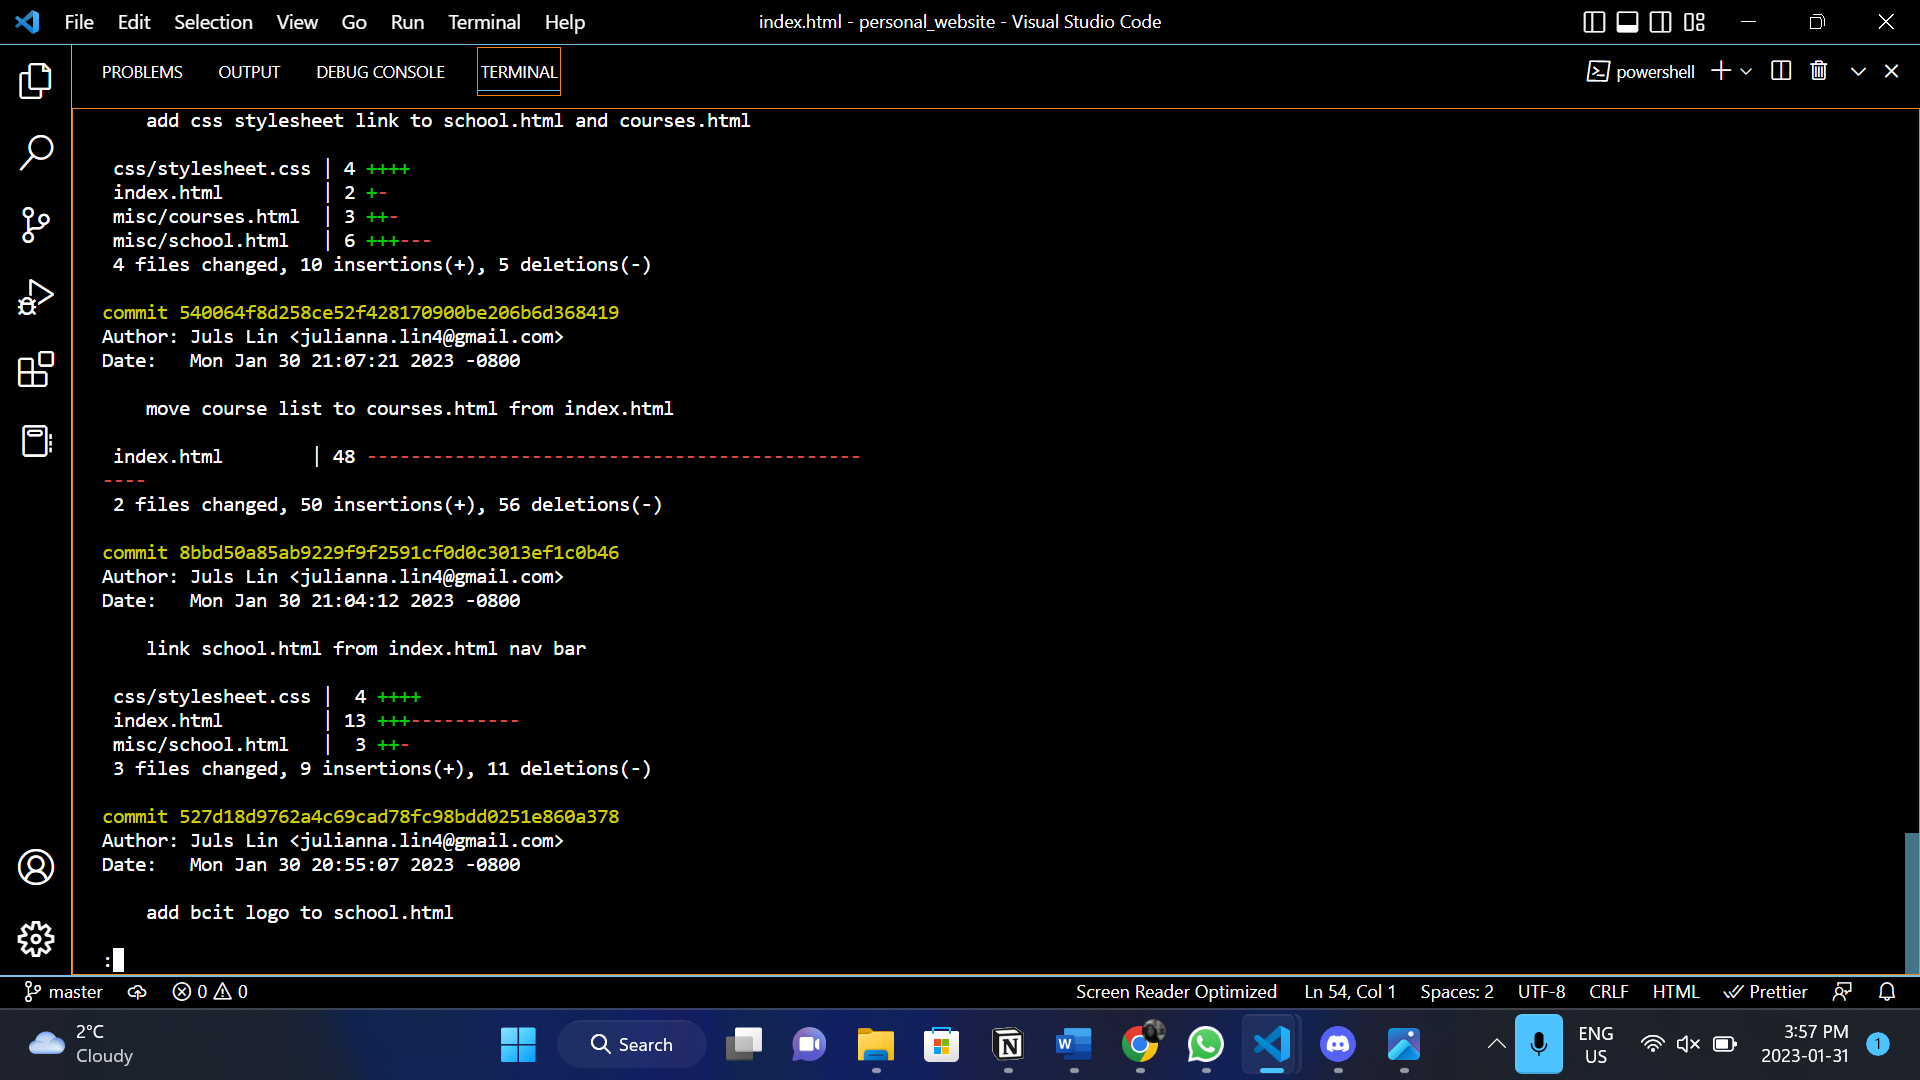 File Edit Selection View Go Run Terminal Help
index.html - personal_website - Visual Studio Code
PROBLEMS OUTPUT DEBUG CONSOLE TERMINAL
powershell
add css stylesheet link to school.html and courses.html
css/stylesheet.css | 4 ++++
index.html | 2 +-
misc/courses.html | 3 ++-
misc/school.html | 6 +++---
4 files changed, 10 insertions(+), 5 deletions(-)
commit 540064f8d258ce52f428170900be206b6d368419
Author: Juls Lin <julianna.lin4@gmail.com>
Date: Mon Jan 30 21:07:21 2023 -0800
move course list to courses.html from index.html
index.html | 48 ---------------------------------------------
----
2 files changed, 50 insertions(+), 56 deletions(-)
commit 8bbd50a85ab9229f9f2591cf0d0c3013ef1c0b46
Author: Juls Lin <julianna.lin4@gmail.com>
Date: Mon Jan 30 21:04:12 2023 -0800
link school.html from index.html nav bar
css/stylesheet.css | 4 ++++
index.html | 13 +++----------
misc/school.html | 3 ++-
3 files changed, 9 insertions(+), 11 deletions(-)
commit 527d18d9762a4c69cad78fc98bdd0251e860a378
Author: Juls Lin <julianna.lin4@gmail.com>
Date: Mon Jan 30 20:55:07 2023 -0800
add bcit logo to school.html
:
master 0 0
Screen Reader Optimized Ln 54, Col 1 Spaces: 2 UTF-8 CRLF HTML Prettier
2°C
Cloudy
Search
ENG
US
3:57 PM
2023-01-31
1